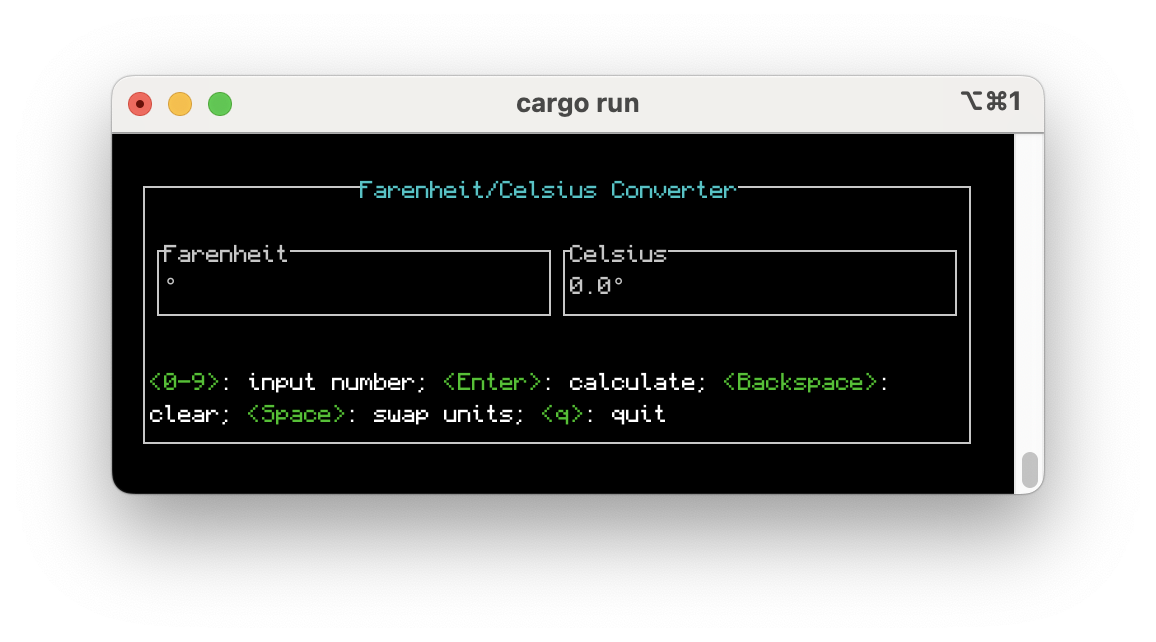 cargo run
⌥⌘1
Farenheit/Celsius Converter
Farenheit
Celsius
°
0.0°
<0-9>: input number; <Enter>: calculate; <Backspace>:
clear; <Space>: swap units; <q>: quit